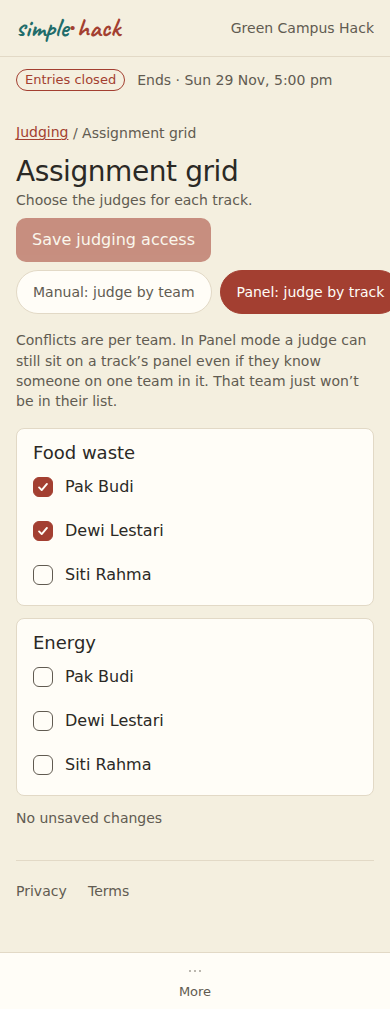 simple·hack
Green Campus Hack
Entries closed
Ends · Sun 29 Nov, 5:00 pm
Judging / Assignment grid
Assignment grid
Choose the judges for each track.
Save judging access
Manual: judge by team
Panel: judge by track
Conflicts are per team. In Panel mode a judge can
still sit on a track’s panel even if they know
someone on one team in it. That team just won’t
be in their list.
Food waste
Pak Budi
Dewi Lestari
Siti Rahma
Energy
Pak Budi
Dewi Lestari
Siti Rahma
No unsaved changes
Privacy
Terms
More